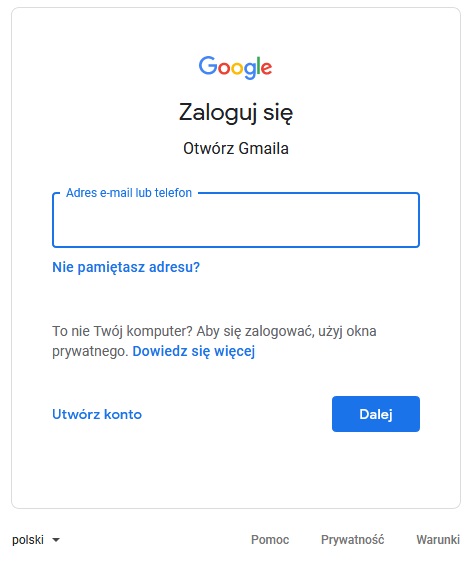 Google
Zaloguj się
Otwórz Gmaila
Adres e-mail lub telefon
Nie pamiętasz adresu?
To nie Twój komputer? Aby się zalogować, użyj okna
prywatnego. Dowiedz się więcej
Utwórz konto
Dalej
polski
Pomoc
Prywatność
Warunki